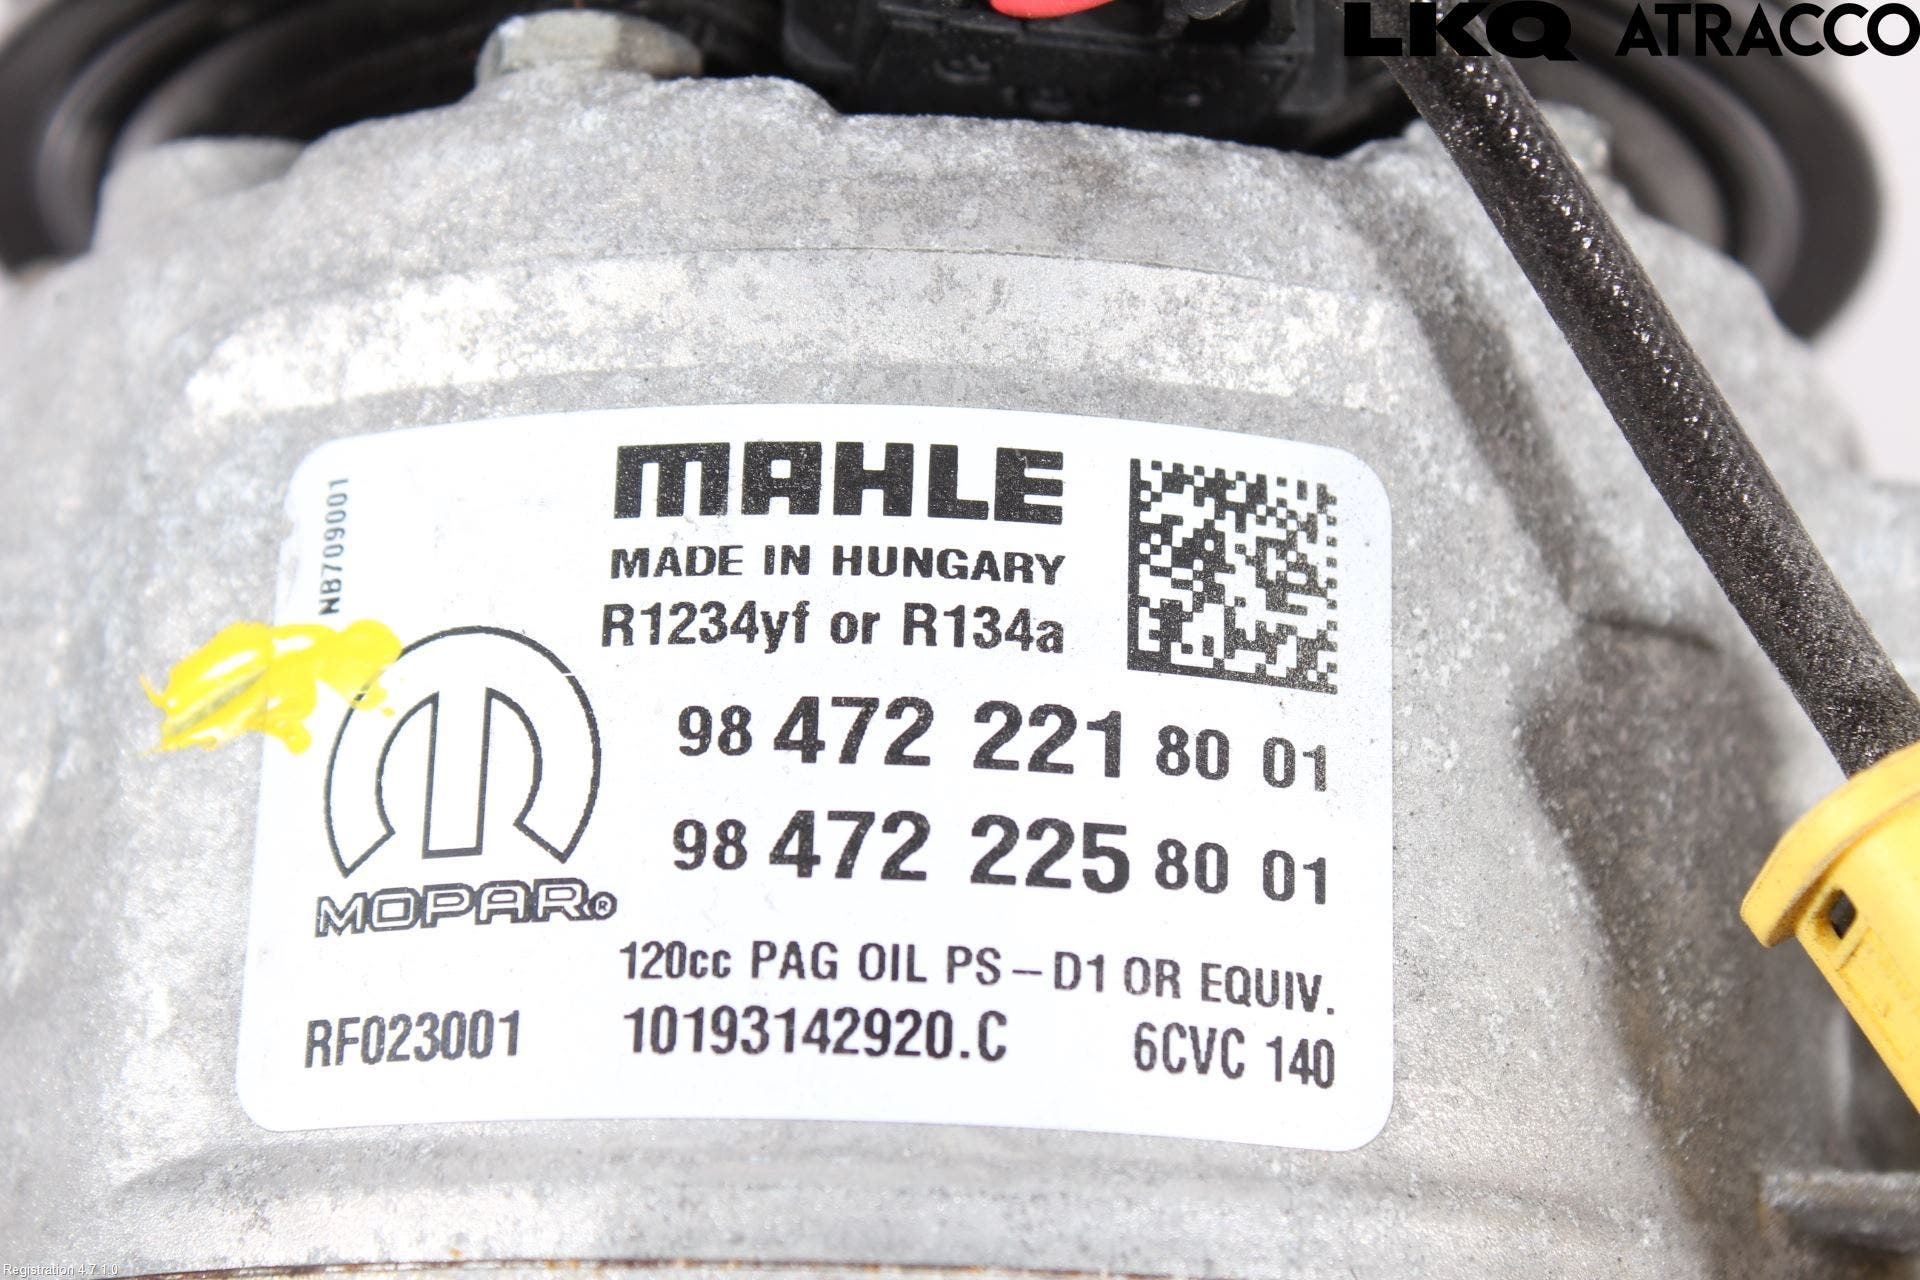 LKQ ATRACCO
NB709001
MAHLE
MADE IN HUNGARY
R1234yf or R134a
98 472 221 80 01
98 472 225 80 01
MOPAR®
120cc PAG OIL PS – D1 OR EQUIV.
RF023001 10193142920.C 6CVC 140
Registration 4.7.1.0